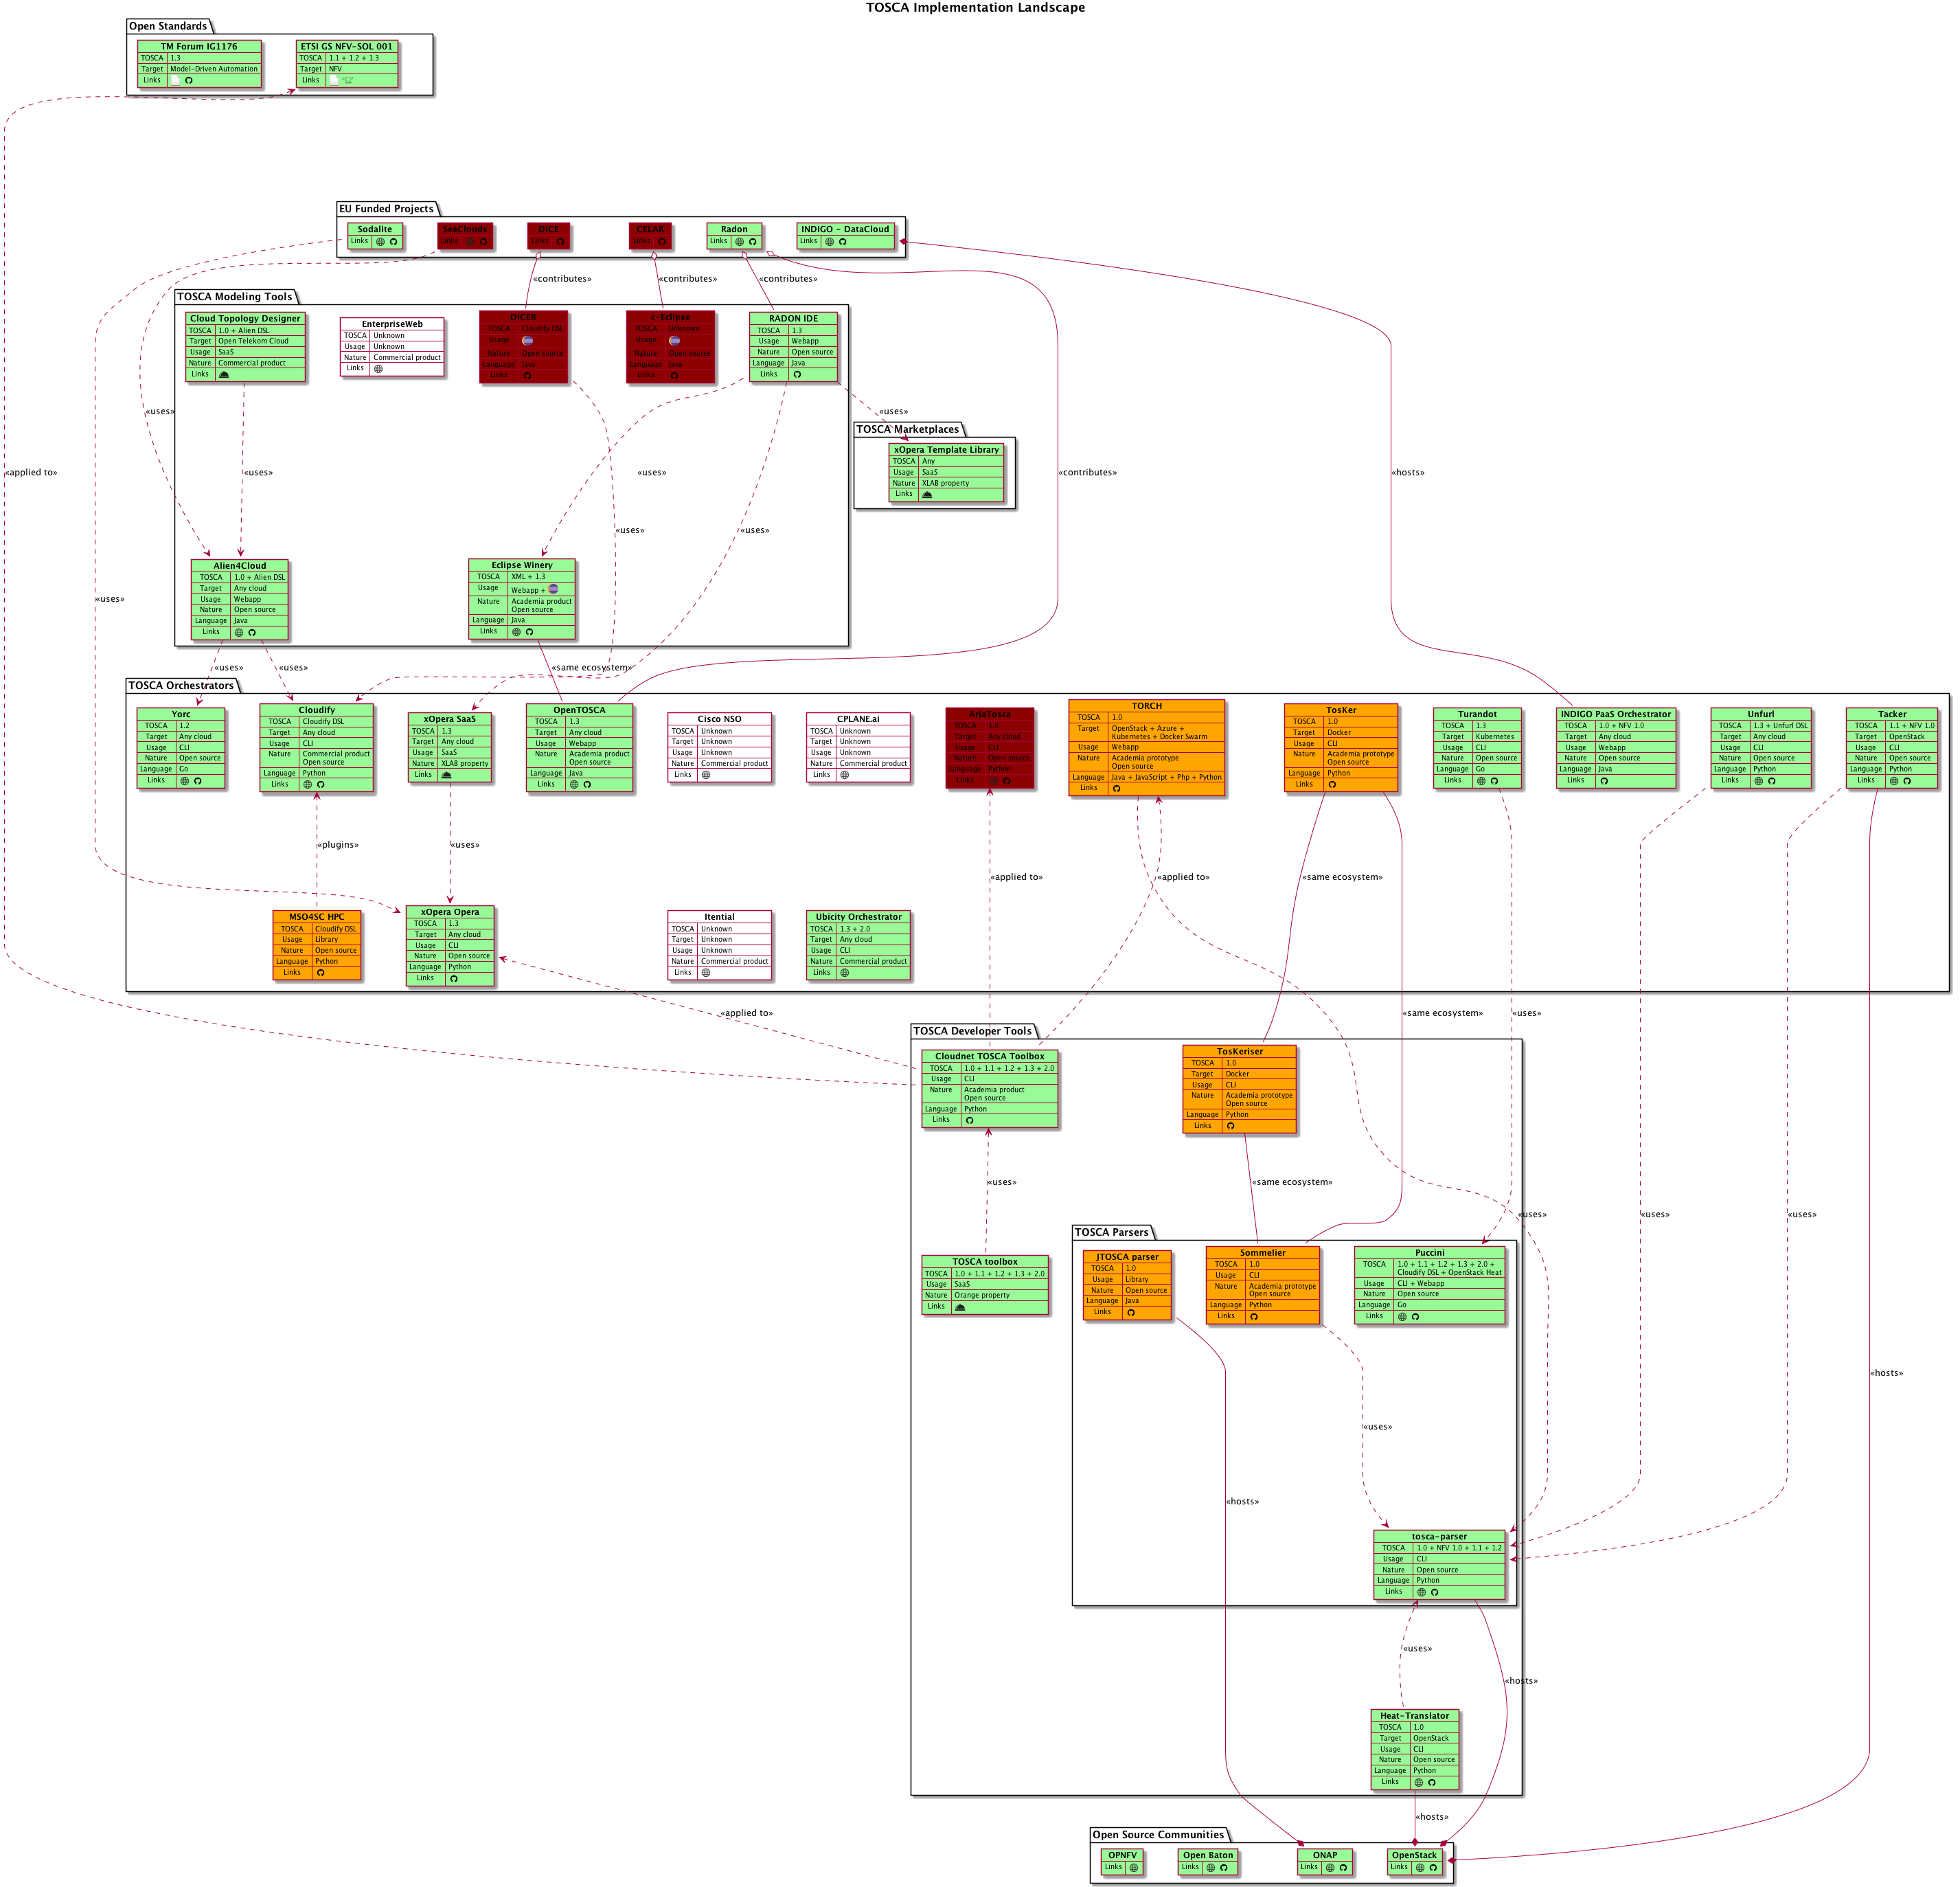 TOSCA Implementation Landscape
Open Standards
TM Forum IG1176
TOSCA 1.3
Target Model-Driven Automation
Links
ETSI GS NFV-SOL 001
TOSCA 1.1 + 1.2 + 1.3
Target NFV
Links
EU Funded Projects
Sodalite
Links
SeaClouds
Links
DICE
Links
CELAR
Links
Radon
Links
INDIGO - DataCloud
Links
«contributes»
«contributes»
«contributes»
TOSCA Modeling Tools
Cloud Topology Designer
TOSCA 1.0 + Alien DSL
Target Open Telekom Cloud
Usage SaaS
Nature Commercial product
Links
EnterpriseWeb
TOSCA Unknown
Usage Unknown
Nature Commercial product
Links
DICER
TOSCA Cloudify DSL
Usage
Nature Open source
Language Java
Links
c-Eclipse
TOSCA Unknown
Usage
Nature Open source
Language Java
Links
RADON IDE
TOSCA 1.3
Usage Webapp
Nature Open source
Language Java
Links
«uses»
«uses»
TOSCA Marketplaces
xOpera Template Library
TOSCA Any
Usage SaaS
Nature XLAB property
Links
«applied to»
«uses»
«uses»
«contributes»
«hosts»
«uses»
«uses»
Alien4Cloud
TOSCA 1.0 + Alien DSL
Target Any cloud
Usage Webapp
Nature Open source
Language Java
Links
Eclipse Winery
TOSCA XML + 1.3
Usage Webapp +
Nature Academia product
Open source
Language Java
Links
«uses»
«uses»
«uses»
«same ecosystem»
TOSCA Orchestrators
Yorc
TOSCA 1.2
Target Any cloud
Usage CLI
Nature Open source
Language Go
Links
Cloudify
TOSCA Cloudify DSL
Target Any cloud
Usage CLI
Nature Commercial product
Open source
Language Python
Links
xOpera SaaS
TOSCA 1.3
Target Any cloud
Usage SaaS
Nature XLAB property
Links
OpenTOSCA
TOSCA 1.3
Target Any cloud
Usage Webapp
Nature Academia product
Open source
Language Java
Links
Cisco NSO
TOSCA Unknown
Target Unknown
Usage Unknown
Nature Commercial product
Links
CPLANE.ai
TOSCA Unknown
Target Unknown
Usage Unknown
Nature Commercial product
Links
AriaTosca
TOSCA 1.0
Target Any cloud
Usage CLI
Nature Open source
Language Python
Links
TORCH
TOSCA 1.0
Target OpenStack + Azure +
Kubernetes + Docker Swarm
Usage Webapp
Nature Academia prototype
Open source
Language Java + JavaScript + Php + Python
Links
TosKer
TOSCA 1.0
Target Docker
Usage CLI
Nature Academia prototype
Open source
Language Python
Links
Turandot
TOSCA 1.3
Target Kubernetes
Usage CLI
Nature Open source
Language Go
Links
INDIGO PaaS Orchestrator
TOSCA 1.0 + NFV 1.0
Target Any cloud
Usage Webapp
Nature Open source
Language Java
Links
Unfurl
TOSCA 1.3 + Unfurl DSL
Target Any cloud
Usage CLI
Nature Open source
Language Python
Links
Tacker
TOSCA 1.1 + NFV 1.0
Target OpenStack
Usage CLI
Nature Open source
Language Python
Links
«plugins»
«uses»
«applied to»
«applied to»
«same ecosystem»
MSO4SC HPC
TOSCA Cloudify DSL
Usage Library
Nature Open source
Language Python
Links
xOpera Opera
TOSCA 1.3
Target Any cloud
Usage CLI
Nature Open source
Language Python
Links
Itential
TOSCA Unknown
Target Unknown
Usage Unknown
Nature Commercial product
Links
Ubicity Orchestrator
TOSCA 1.3 + 2.0
Target Any cloud
Usage CLI
Nature Commercial product
Links
«applied to»
«same ecosystem»
«uses»
TOSCA Developer Tools
Cloudnet TOSCA Toolbox
TOSCA 1.0 + 1.1 + 1.2 + 1.3 + 2.0
Usage CLI
Nature Academia product
Open source
Language Python
Links
TosKeriser
TOSCA 1.0
Target Docker
Usage CLI
Nature Academia prototype
Open source
Language Python
Links
«uses»
«same ecosystem»
«uses»
«uses»
«uses»
TOSCA toolbox
TOSCA 1.0 + 1.1 + 1.2 + 1.3 + 2.0
Usage SaaS
Nature Orange property
Links
TOSCA Parsers
JTOSCA parser
TOSCA 1.0
Usage Library
Nature Open source
Language Java
Links
Sommelier
TOSCA 1.0
Usage CLI
Nature Academia prototype
Open source
Language Python
Links
Puccini
TOSCA 1.0 + 1.1 + 1.2 + 1.3 + 2.0 +
Cloudify DSL + OpenStack Heat
Usage CLI + Webapp
Nature Open source
Language Go
Links
«hosts»
«uses»
«hosts»
tosca-parser
TOSCA 1.0 + NFV 1.0 + 1.1 + 1.2
Usage CLI
Nature Open source
Language Python
Links
«uses»
«hosts»
Heat-Translator
TOSCA 1.0
Target OpenStack
Usage CLI
Nature Open source
Language Python
Links
«hosts»
Open Source Communities
OPNFV
Links
Open Baton
Links
ONAP
Links
OpenStack
Links